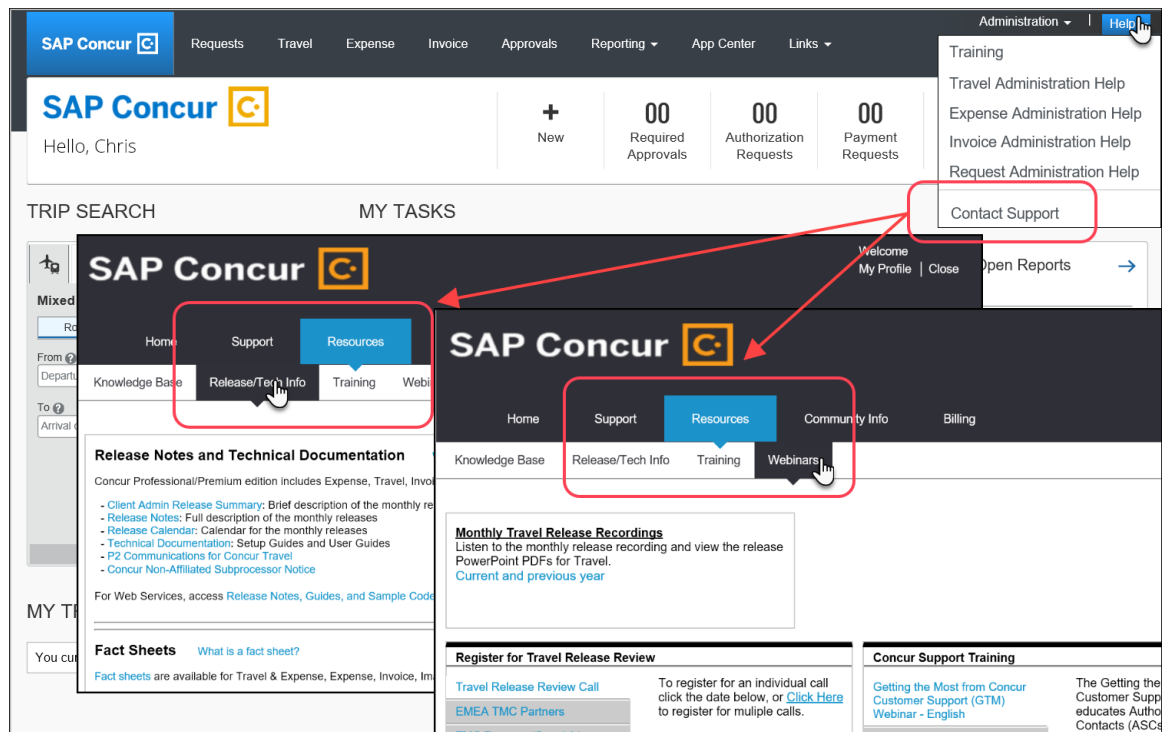 Administration | Help
SAP Concur Requests Travel Expense Invoice Approvals Reporting App Center Links
Training
Travel Administration Help
Expense Administration Help
Invoice Administration Help
Request Administration Help
Contact Support
SAP Concur
Hello, Chris
+ 00 00 00
New Required Authorization Payment
Approvals Requests Requests
TRIP SEARCH MY TASKS
Open Reports
Mixed
From
To
SAP Concur
Welcome
My Profile | Close
Home Support Resources
Knowledge Base Release/Tech Info Training
Release Notes and Technical Documentation
Concur Professional/Premium edition includes Expense, Travel,
- Client Admin Release Summary: Brief description of the monthly
- Release Notes: Full description of the monthly releases
- Release Calendar: Calendar for the monthly releases
- Technical Documentation: Setup Guides and User Guides
- P2 Communications for Concur Travel
- Concur Non-Affiliated Subprocessor Notice
For Web Services, access Release Notes, Guides, and Sample Code
Fact Sheets What is a fact sheet?
Fact sheets are available for Travel & Expense, Expense, Invoice,
MY
You
SAP Concur
Home Support Resources Community Info Billing
Knowledge Base Release/Tech Info Training Webinars
Monthly Travel Release Recordings
Listen to the monthly release recording and view the release
PowerPoint PDFs for Travel.
Current and previous year
Register for Travel Release Review
Travel Release Review Call
EMEA TMC Partners
To register for an individual call
click the date below, or Click Here
to register for muliple calls.
Concur Support Training
Getting the Most from Concur
Customer Support (GTM)
Webinar - English
The Getting the
Customer
educates
Contacts